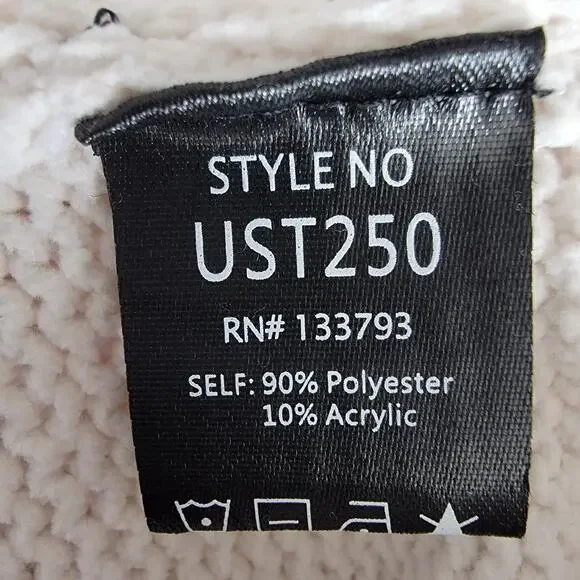 STYLE NO
UST250
RN# 133793
SELF: 90% Polyester
10% Acrylic